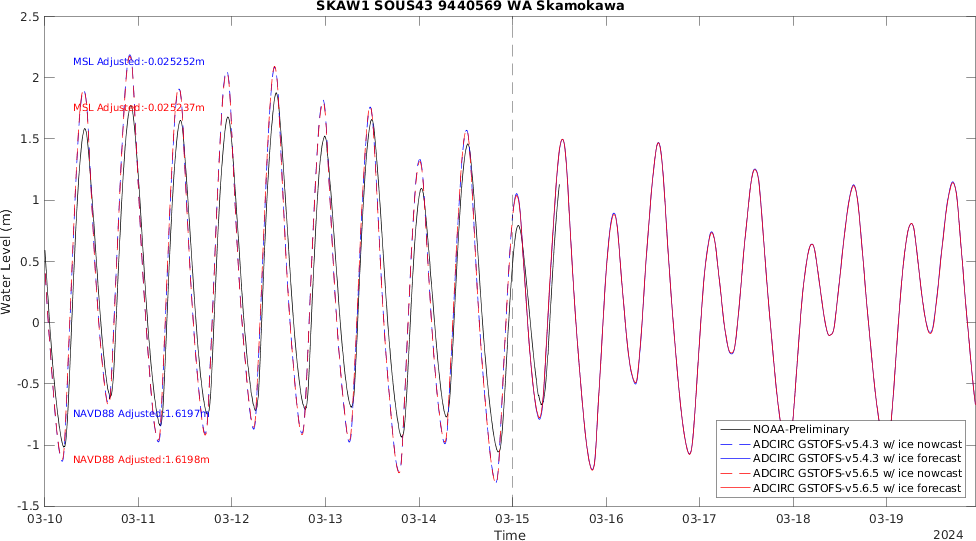 SKAW1 SOUS43 9440569 WA Skamokawa
2.5
2
1.5
1
0.5
0
-0.5
-1
-1.5
Water Level (m)
MSL Adjusted:-0.025252m
MSL Adjusted:-0.025237m
NAVD88 Adjusted:1.6197m
NAVD88 Adjusted:1.6198m
NOAA-Preliminary
ADCIRC GSTOFS-v5.4.3 w/ ice nowcast
ADCIRC GSTOFS-v5.4.3 w/ ice forecast
ADCIRC GSTOFS-v5.6.5 w/ ice nowcast
ADCIRC GSTOFS-v5.6.5 w/ ice forecast
03-10 03-11 03-12 03-13 03-14 03-15 03-16 03-17 03-18 03-19
Time
2024